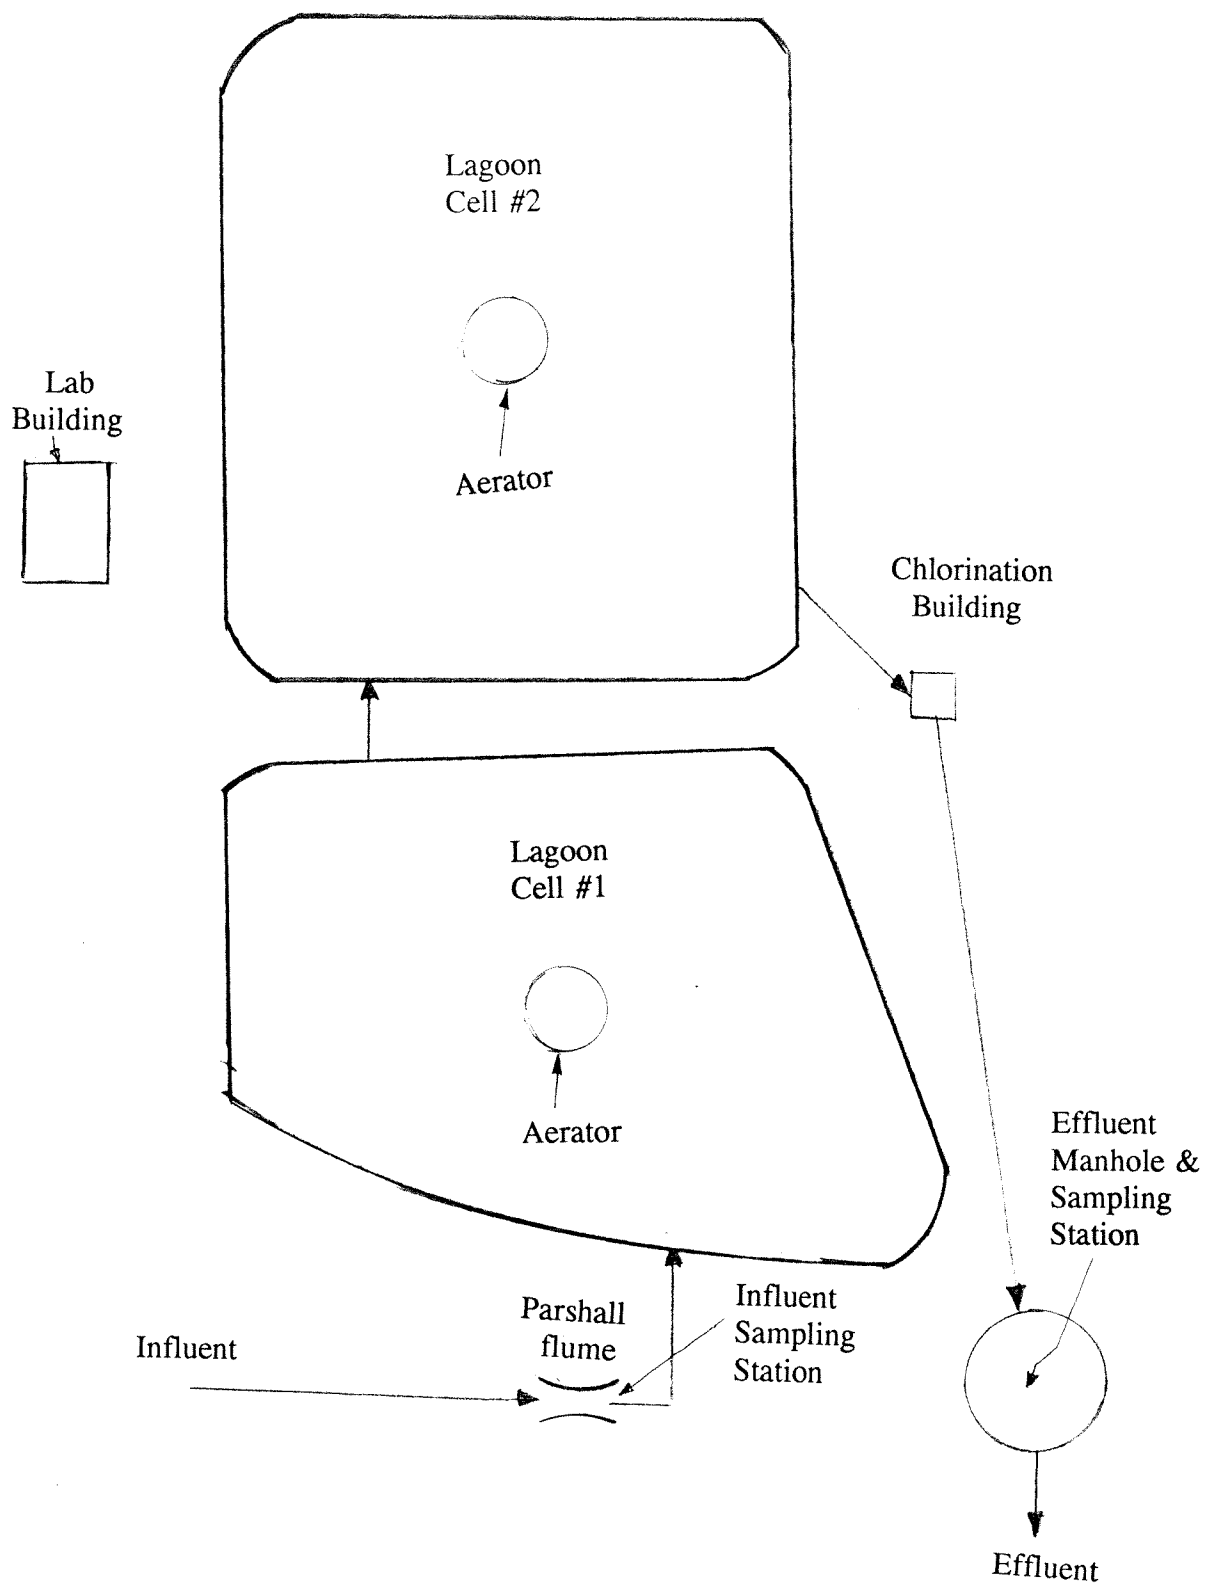 Lagoon
Cell #2
Aerator
Lab
Building
Chlorination
Building
Lagoon
Cell #1
Aerator
Effluent
Manhole &
Sampling
Station
Influent
Parshall
flume
Influent
Sampling
Station
Effluent